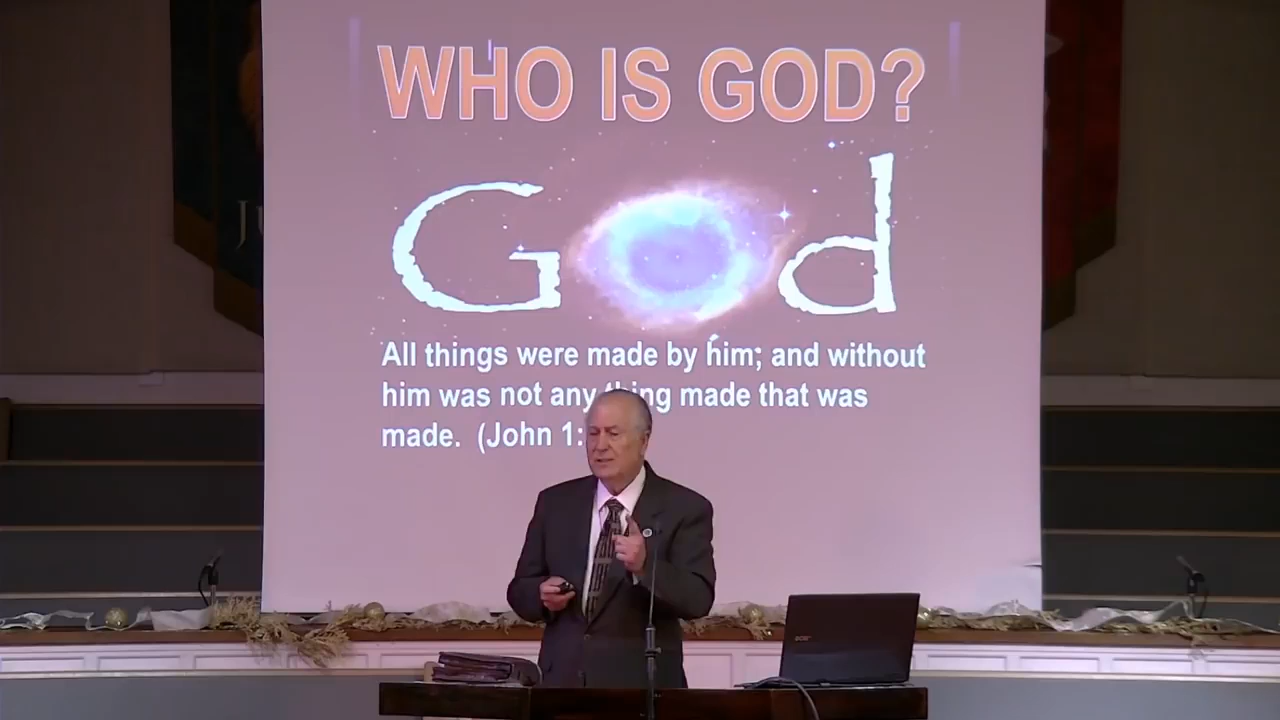 WHO IS GOD?
God
All things were made by him; and without
him was not any thing made that was
made. (John 1:
acer